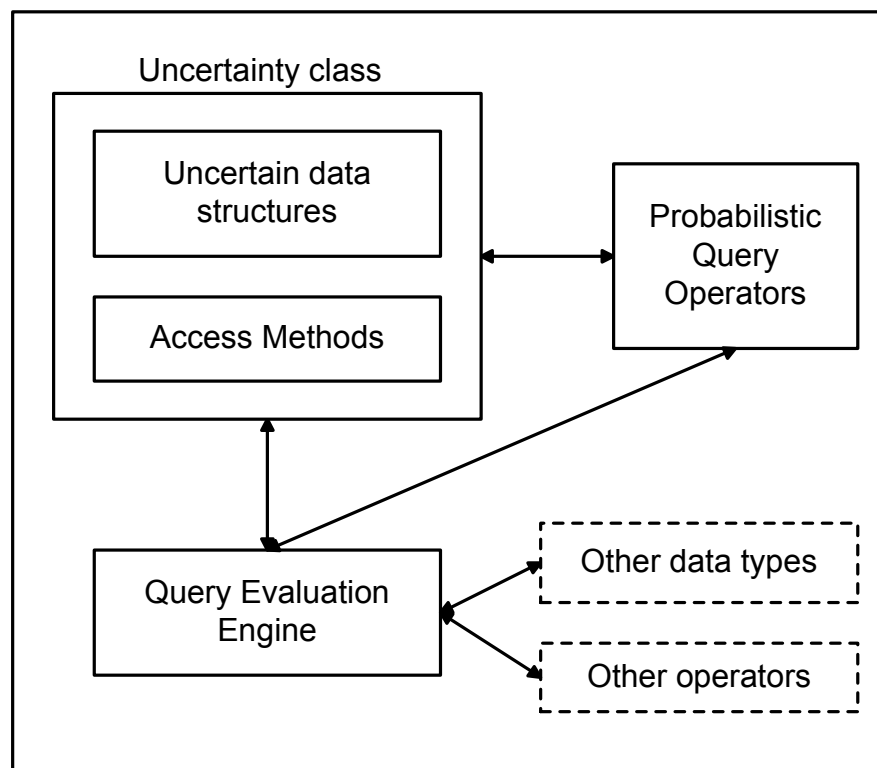 Uncertainty class
Uncertain data
structures
Access Methods
Probabilistic
Query
Operators
Query Evaluation
Engine
Other data types
Other operators